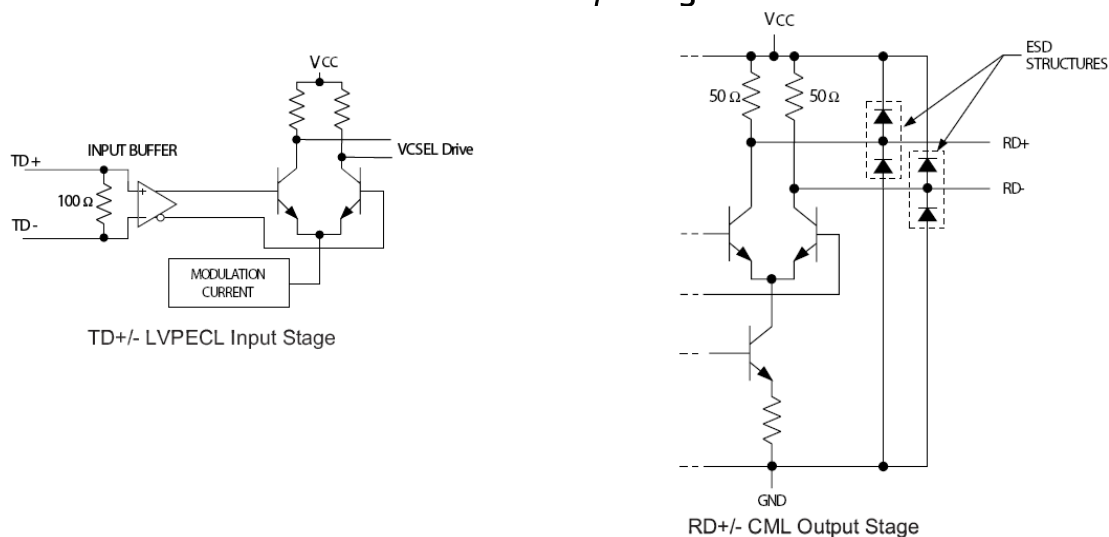 VCC
INPUT BUFFER
TD+
100 Ω
+
TD-
VCSEL Drive
MODULATION
CURRENT
TD+/- LVPECL Input Stage
VCC
50 Ω
50 Ω
ESD
STRUCTURES
RD+
RD-
GND
RD+/- CML Output Stage